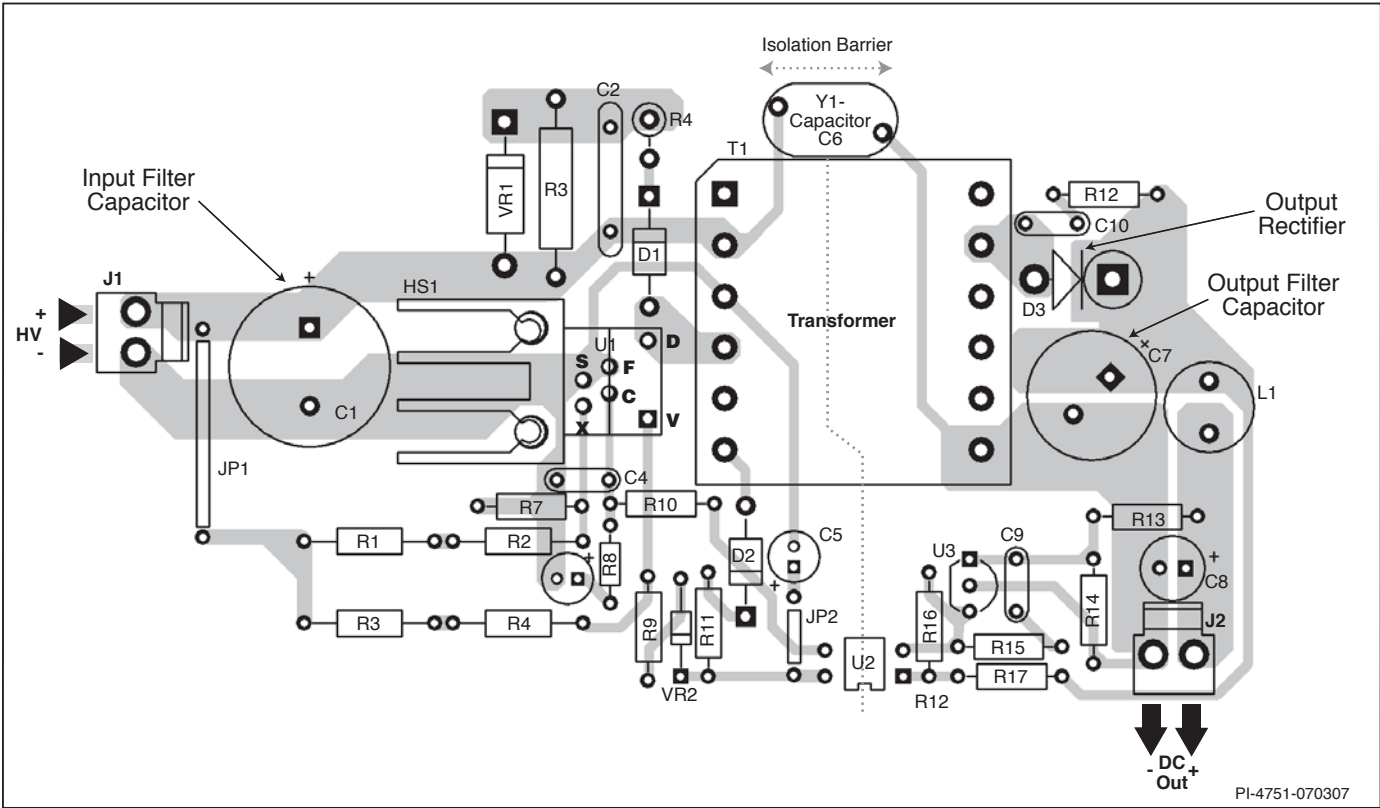 Isolation Barrier
Y1-
Capacitor
C6
C2
R4
T1
Input Filter
Capacitor
VR1
R3
R12
Output
Rectifier
C10
D1
J1
+
HS1
D3
Output Filter
Capacitor
+
HV
-
Transformer
U1
D
S
F
C
X
V
+
C7
C1
L1
JP1
C4
R7
R10
R13
R1
R2
+
R8
D2
C5
+
U3
C9
+
C8
R3
R4
R9
R11
JP2
R16
R14
J2
U2
R15
R17
VR2
R12
- DC +
Out
PI-4751-070307